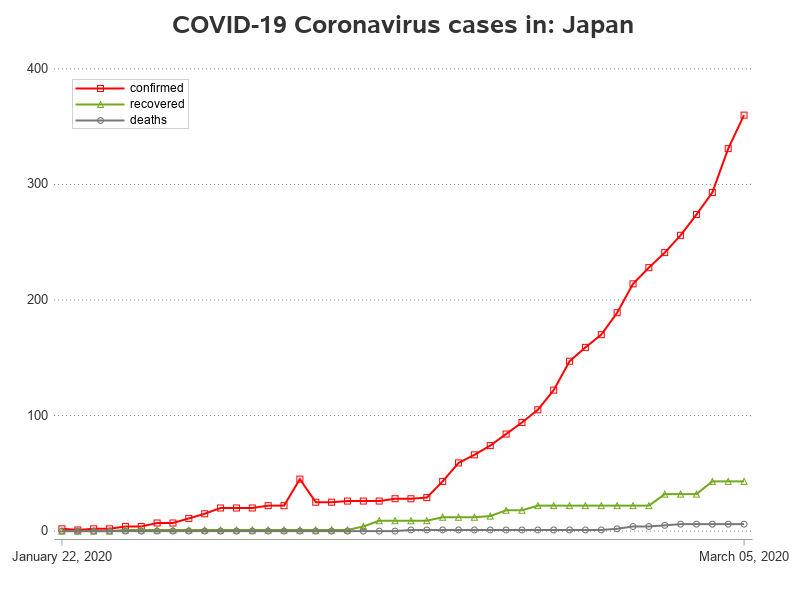 COVID-19 Coronavirus cases in: Japan
400
confirmed
recovered
deaths
300
200
100
0
January 22, 2020
March 05, 2020